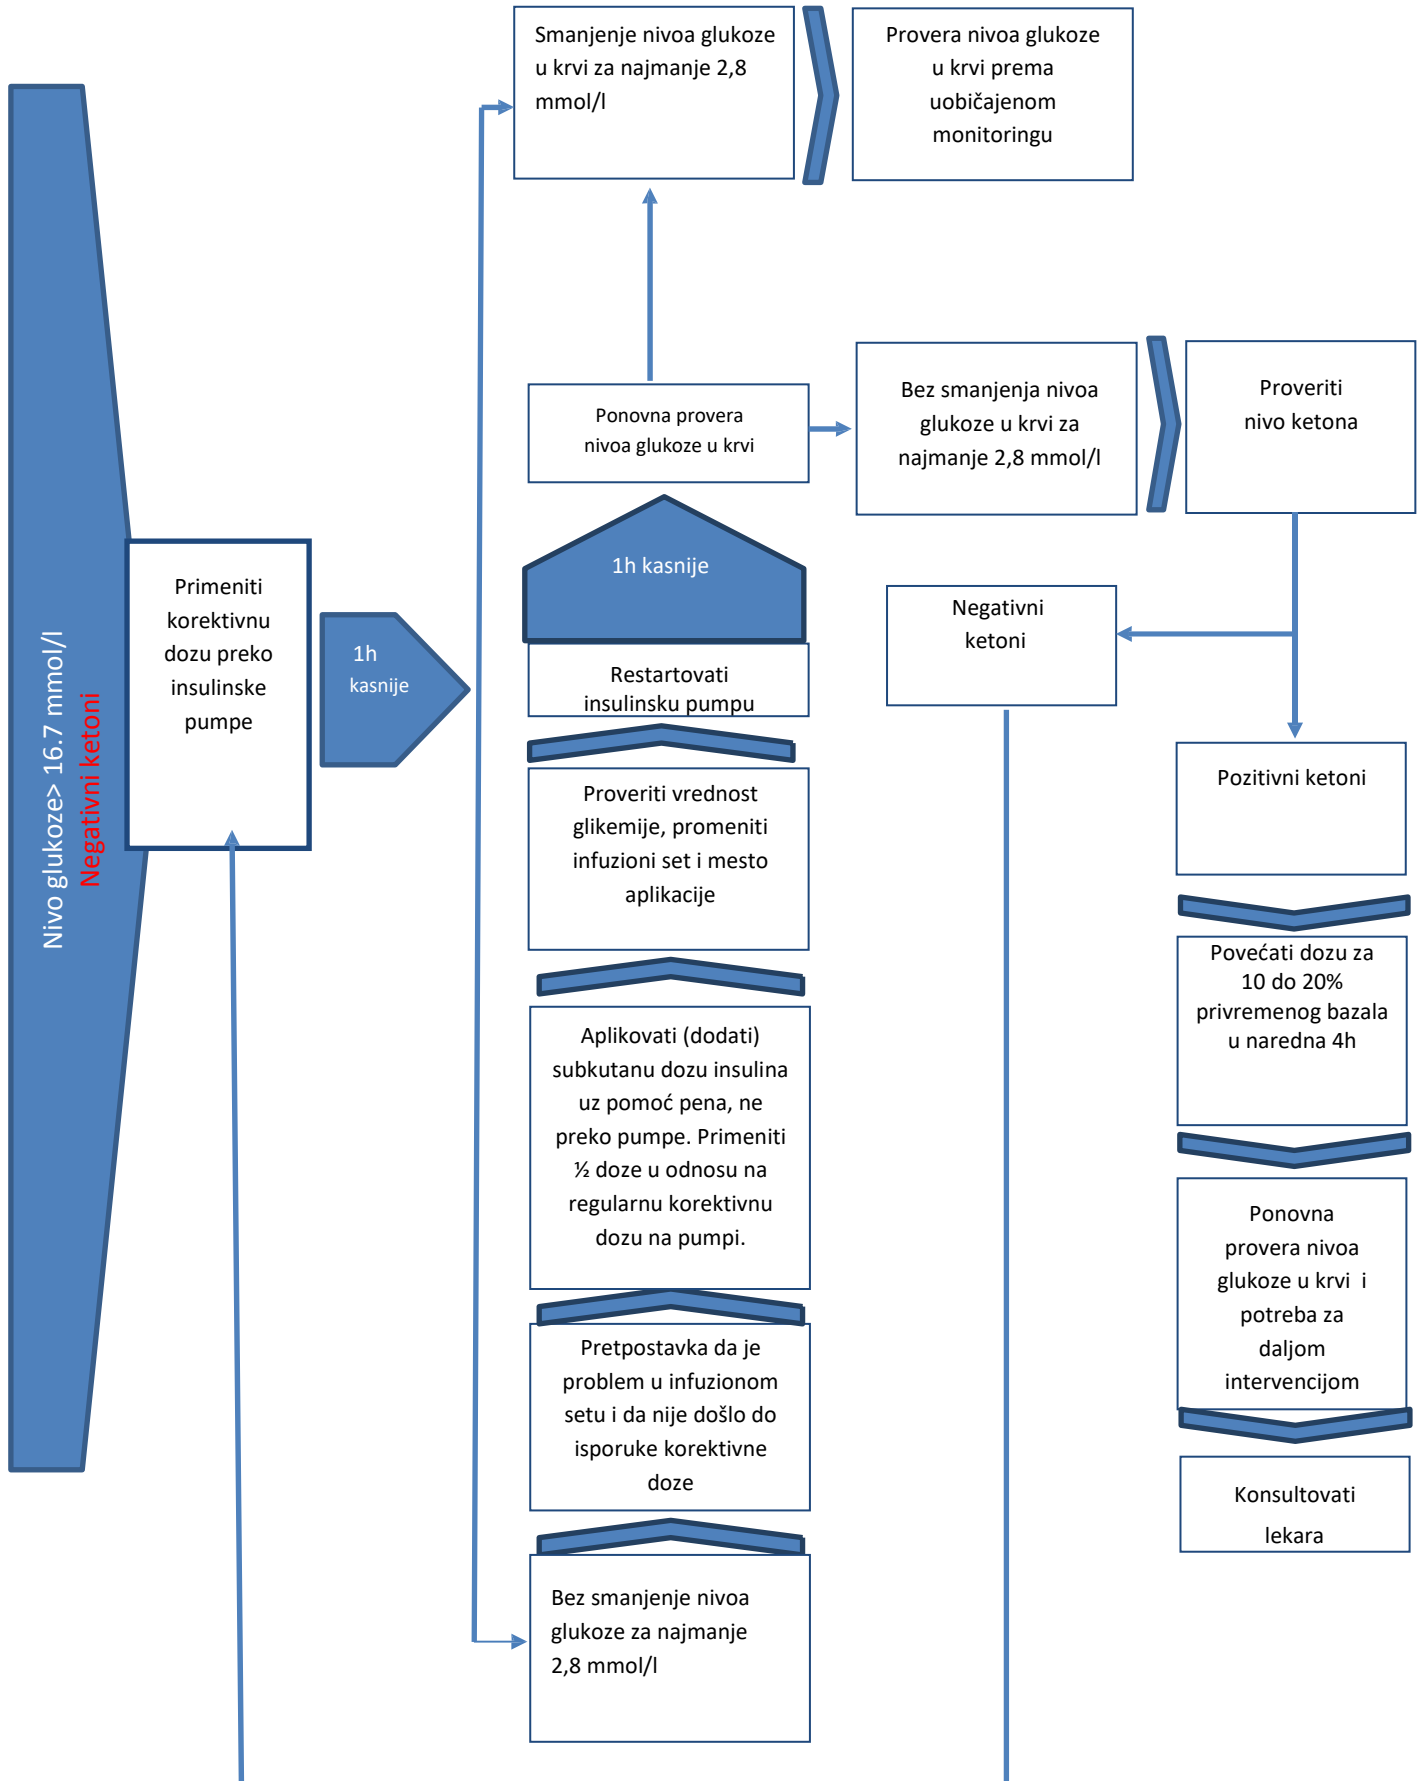 Nivo glukoze> 16.7 mmol/l
Negativni ketoni
Primeniti
korektivnu
dozu preko
insulinske
pumpe
1h
kasnije
Smanjenje nivoa glukoze
u krvi za najmanje 2,8
mmol/l
Provera nivoa glukoze
u krvi prema
uobičajenom
monitoringu
Ponovna provera
nivoa glukoze u krvi
Bez smanjenja nivoa
glukoze u krvi za
najmanje 2,8 mmol/l
Proveriti
nivo ketona
1h kasnije
Restartovati
insulinsku pumpu
Proveriti vrednost
glikemije, promeniti
infuzioni set i mesto
aplikacije
Aplikovati (dodati)
subkutanu dozu insulina
uz pomoć pena, ne
preko pumpe. Primeniti
½ doze u odnosu na
regularnu korektivnu
dozu na pumpi.
Pretpostavka da je
problem u infuzionom
setu i da nije došlo do
isporuke korektivne
doze
Bez smanjenje nivoa
glukoze za najmanje
2,8 mmol/l
Negativni
ketoni
Pozitivni ketoni
Povećati dozu za
10 do 20%
privremenog bazala
u naredna 4h
Ponovna
provera nivoa
glukoze u krvi i
potreba za
daljom
intervencijom
Konsultovati
lekara